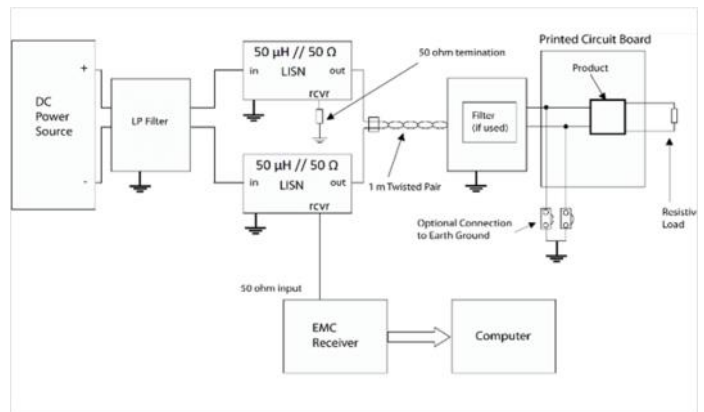 50 µH // 50 Ω
50 ohm temination
Printed Circuit Board
+
in
LISN
out
rcvr
Product
DC
Power
Source
LP Filter
Filter
(if used)
50 µH // 50 Ω
in
LISN
out
rcvr
1 m Twisted Pair
-
Optional Connection
to Earth Ground
Resistiv
Load
50 ohm input
EMC
Receiver
Computer